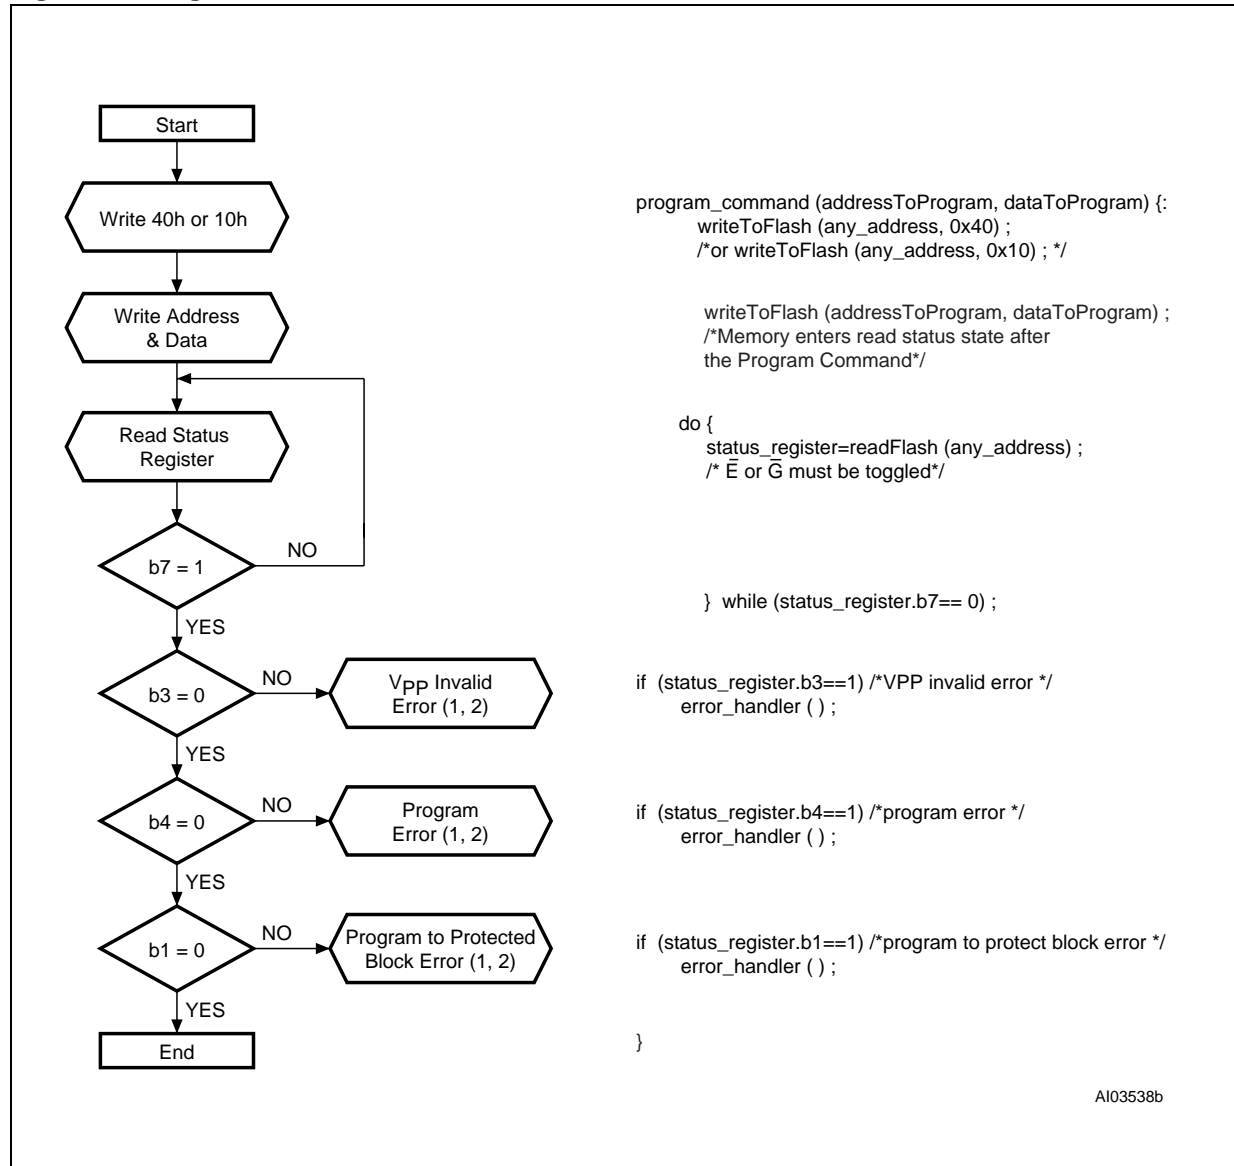 Start
Write 40h or 10h
Write Address
& Data
Read Status
Register
b7 = 1
NO
YES
b3 = 0
NO
VPP Invalid
Error (1, 2)
YES
b4 = 0
NO
Program
Error (1, 2)
YES
b1 = 0
NO
Program to Protected
Block Error (1, 2)
YES
End
program_command (addressToProgram, dataToProgram) {:
writeToFlash (any_address, 0x40) ;
/*or writeToFlash (any_address, 0x10) ; */
writeToFlash (addressToProgram, dataToProgram) ;
/*Memory enters read status state after
the Program Command*/
do {
status_register=readFlash (any_address) ;
/* E̅ or G̅ must be toggled*/
} while (status_register.b7== 0) ;
if (status_register.b3==1) /*VPP invalid error */
error_handler ( ) ;
if (status_register.b4==1) /*program error */
error_handler ( ) ;
if (status_register.b1==1) /*program to protect block error */
error_handler ( ) ;
}
AI03538b